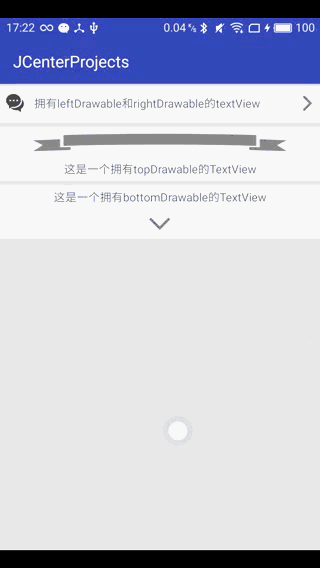 17:22 0.04 K/s 100
JCenterProjects
拥有leftDrawable和rightDrawable的textView
这是一个拥有topDrawable的TextView
这是一个拥有bottomDrawable的TextView